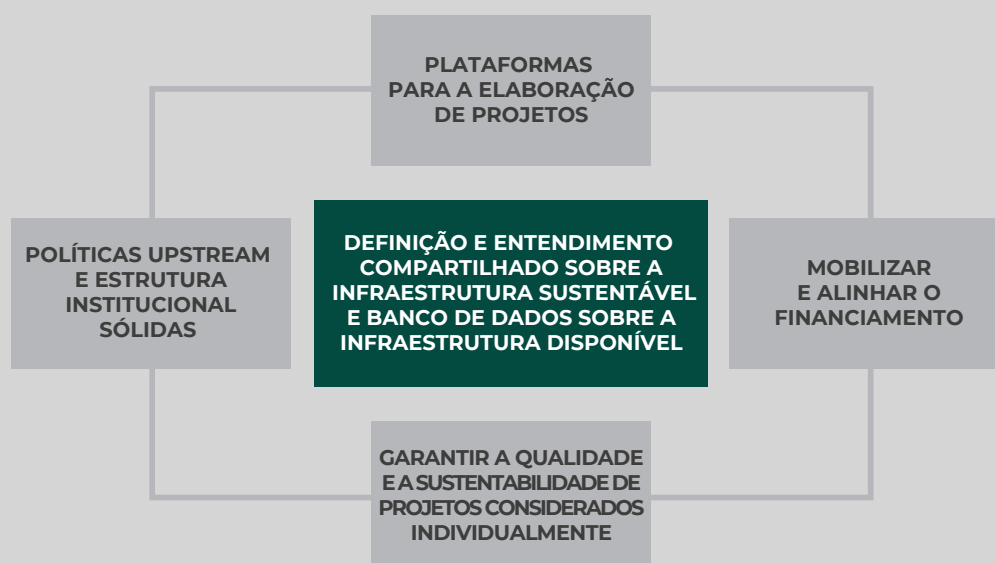 PLATAFORMAS
PARA A ELABORAÇÃO
DE PROJETOS
POLÍTICAS UPSTREAM
E ESTRUTURA
INSTITUCIONAL
SÓLIDAS
DEFINIÇÃO E ENTENDIMENTO
COMPARTILHADO SOBRE A
INFRAESTRUTURA SUSTENTÁVEL
E BANCO DE DADOS SOBRE A
INFRAESTRUTURA DISPONÍVEL
MOBILIZAR
E ALINHAR O
FINANCIAMENTO
GARANTIR A QUALIDADE
E A SUSTENTABILIDADE DE
PROJETOS CONSIDERADOS
INDIVIDUALMENTE